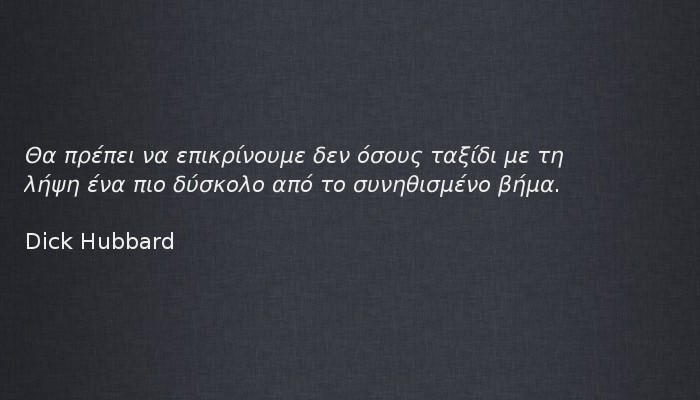 Θα πρέπει να επικρίνουμε δεν όσους ταξίδι με τη
λήψη ένα πιο δύσκολο από το συνηθισμένο βήμα.
Dick Hubbard